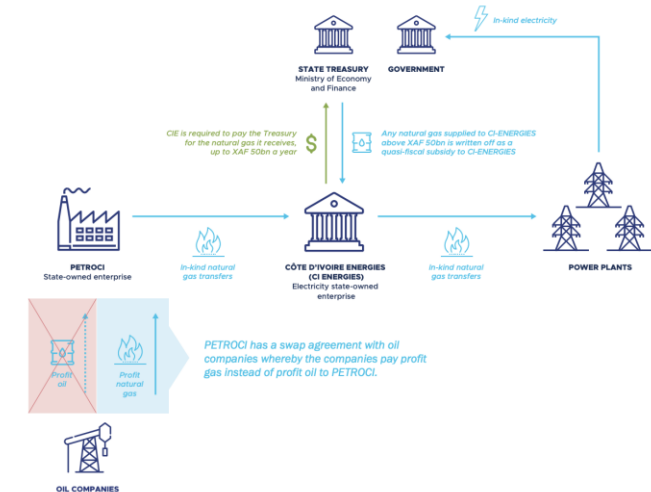 In-kind electricity
STATE TREASURY
Ministry of Economy
and Finance
GOVERNMENT
CIE is required to pay the Treasury
for the natural gas it receives,
up to XAF 50bn a year
$
Any natural gas supplied to CI-ENERGIES
above XAF 50bn is written off as a
quasi-fiscal subsidy to CI-ENERGIES
PETROCI
State-owned enterprise
In-kind natural
gas transfers
CÔTE D'IVOIRE ENERGIES
(CI ENERGIES)
Electricity state-owned
enterprise
In-kind natural
gas transfers
POWER PLANTS
Profit
oil
Profit
natural
gas
PETROCI has a swap agreement with oil
companies whereby the companies pay profit
gas instead of profit oil to PETROCI.
OIL COMPANIES